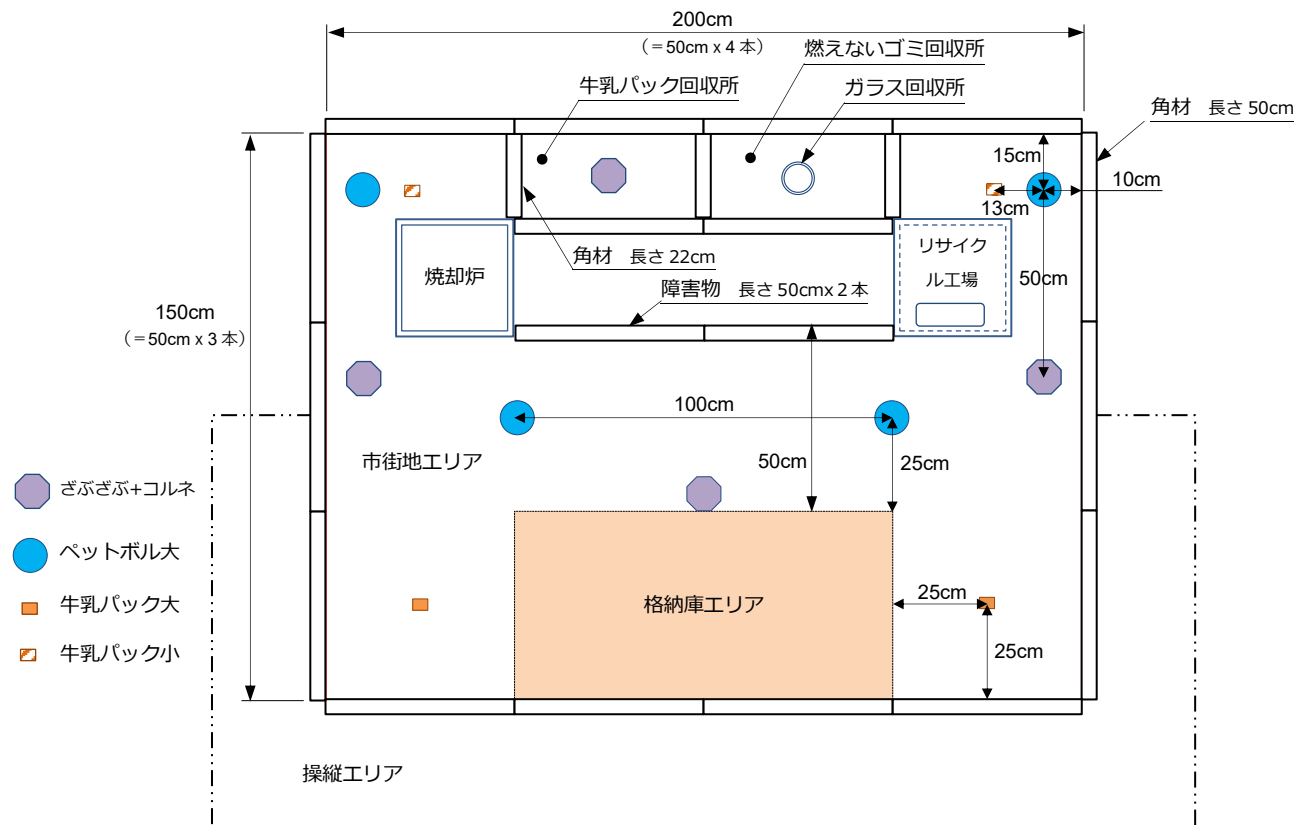 200cm
（＝50cm x 4 本）
燃えないゴミ回収所
牛乳パック回収所
ガラス回収所
角材　長さ 50cm
15cm
10cm
13cm
リサイク
ル工場
焼却炉
角材　長さ 22cm
50cm
障害物　長さ 50cmx 2 本
150cm
（＝50cm x 3 本）
100cm
市街地エリア
50cm
25cm
ざぶざぶ+コルネ
ペットボル大
牛乳パック大
牛乳パック小
格納庫エリア
25cm
25cm
操縦エリア